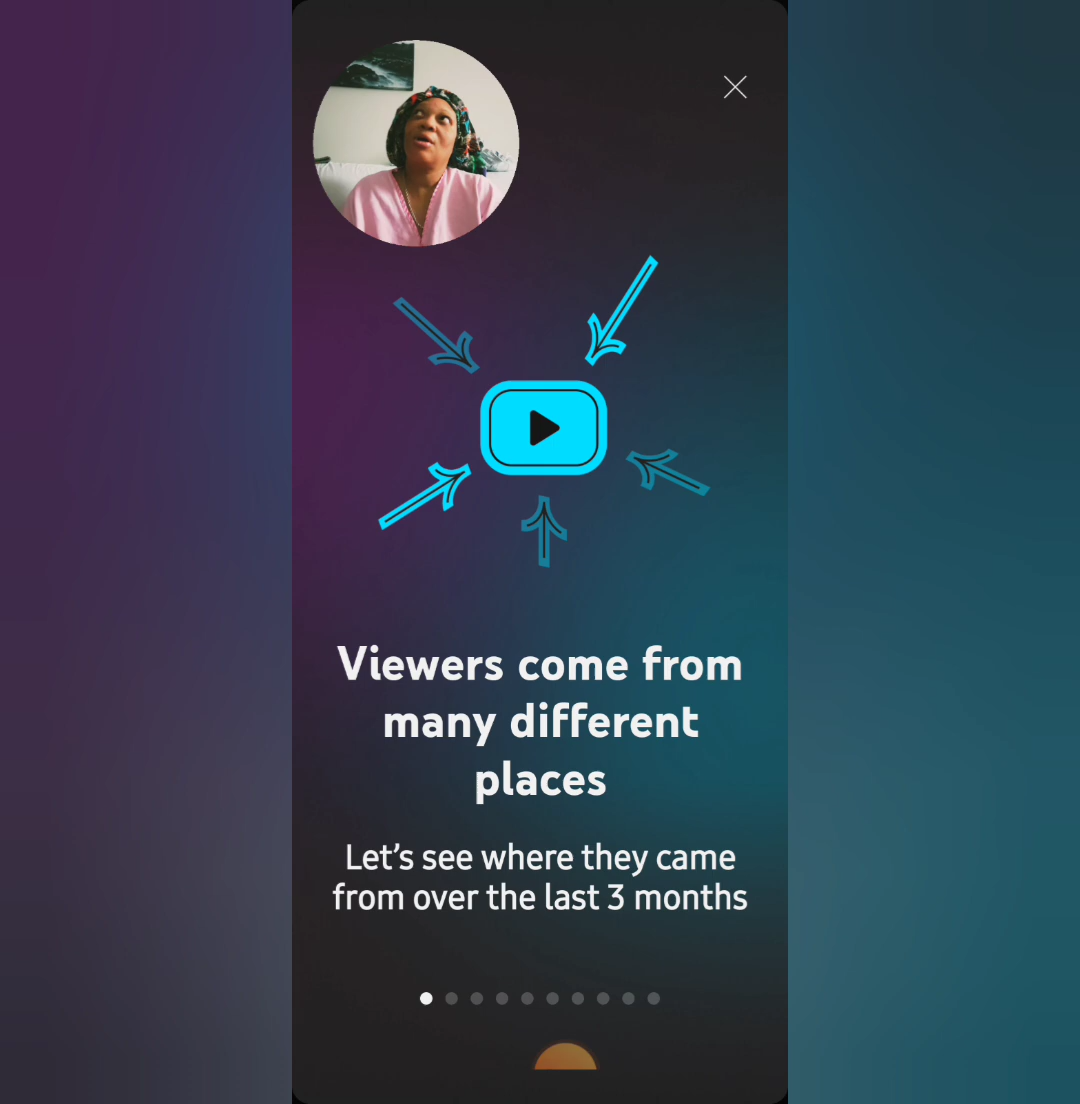 Viewers come from
many different
places
Let’s see where they came
from over the last 3 months